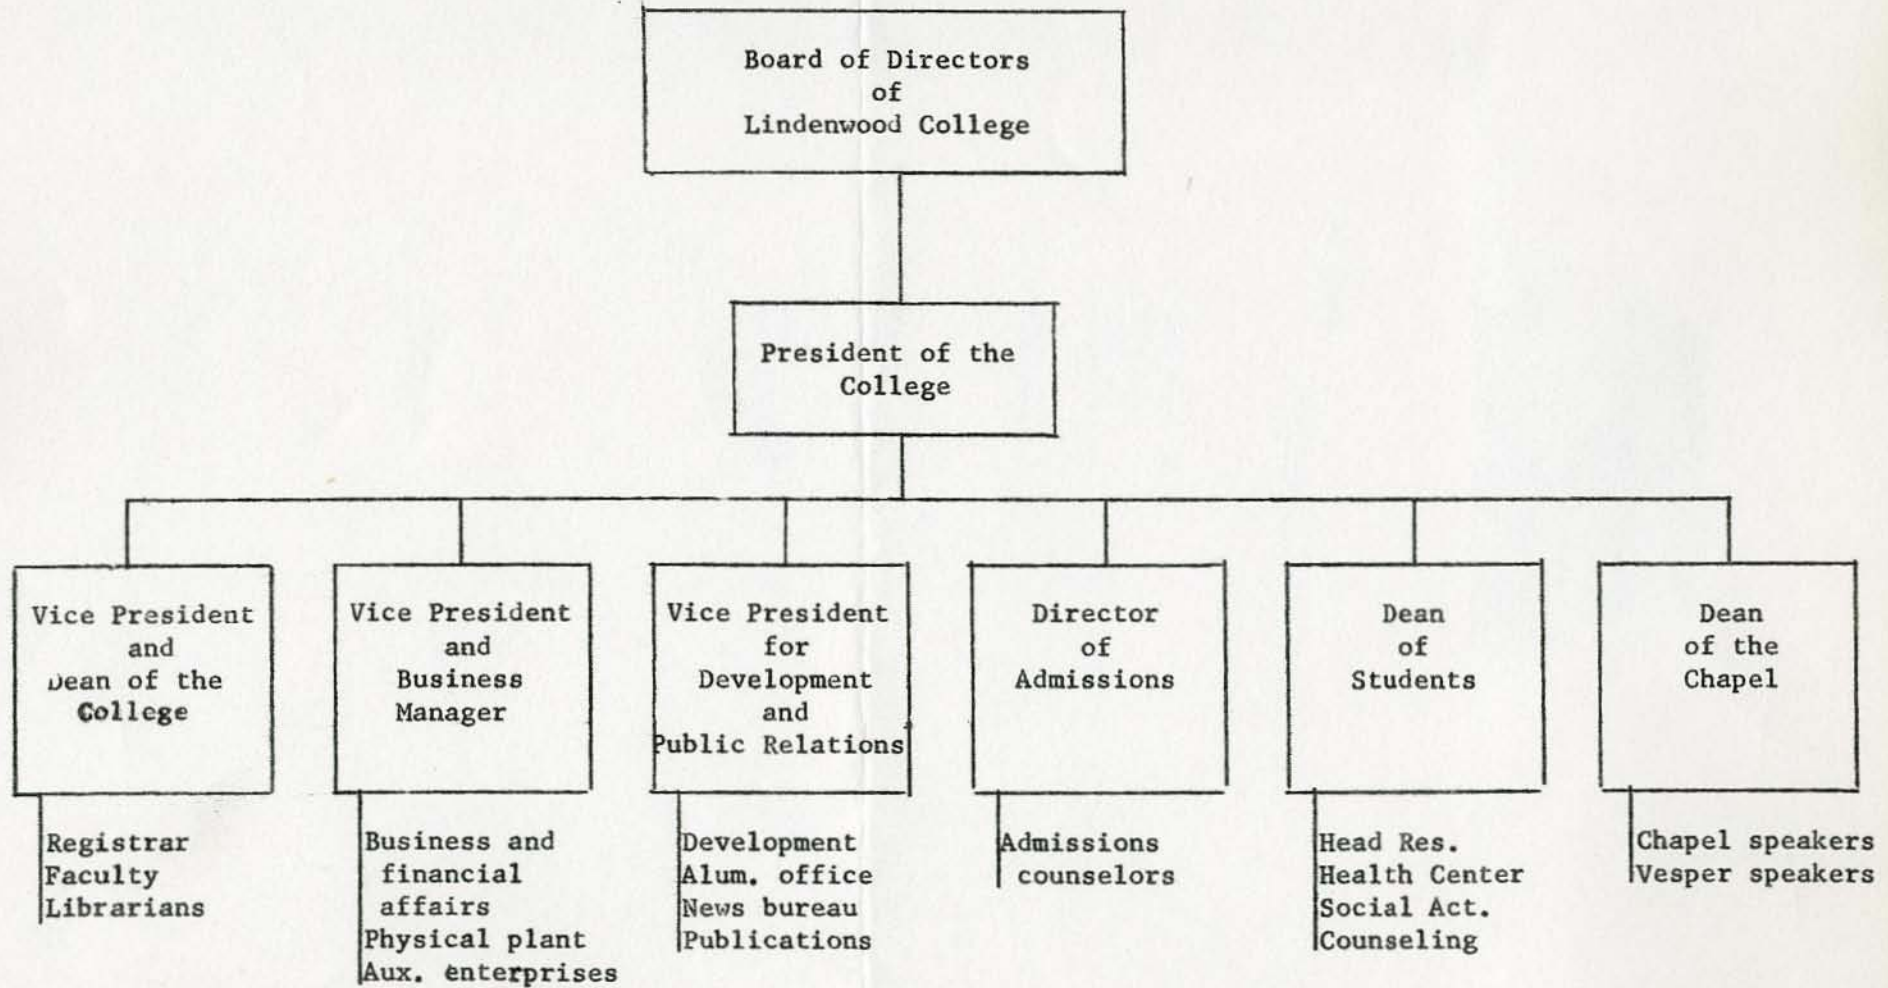 Board of Directors
of
Lindenwood College
President of the
College
Vice President
and
Dean of the
College
Vice President
and
Business
Manager
Vice President
for
Development
and
Public Relations
Director
of
Admissions
Dean
of
Students
Dean
of the
Chapel
Registrar
Faculty
Librarians
Business and
financial
affairs
Physical plant
Aux. enterprises
Development
Alum. office
News bureau
Publications
Admissions
counselors
Head Res.
Health Center
Social Act.
Counseling
Chapel speakers
Vesper speakers